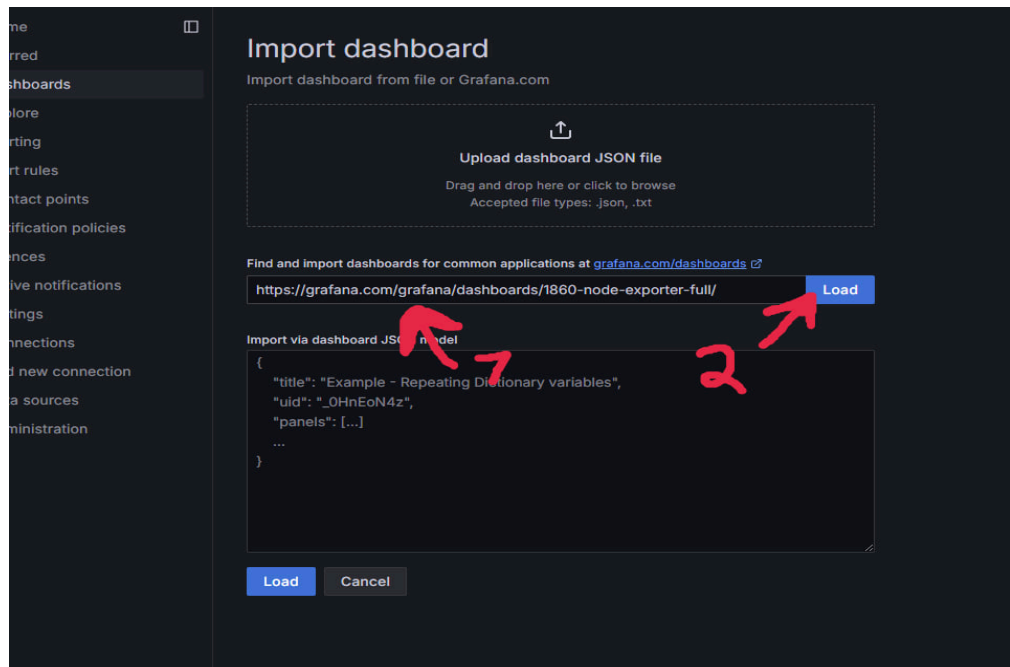 me
rred
shboards
plore
rting
rt rules
ntact points
tification policies
ences
ive notifications
tings
nnections
d new connection
a sources
ministration
Import dashboard
Import dashboard from file or Grafana.com
Upload dashboard JSON file
Drag and drop here or click to browse
Accepted file types: .json, .txt
Find and import dashboards for common applications at grafana.com/dashboards
https://grafana.com/grafana/dashboards/1860-node-exporter-full/ Load
1 2
Import via dashboard JSON model
{
"title": "Example - Repeating Dictionary variables",
"uid": "_0HnEoN4z",
"panels": [...]
...
}
Load Cancel